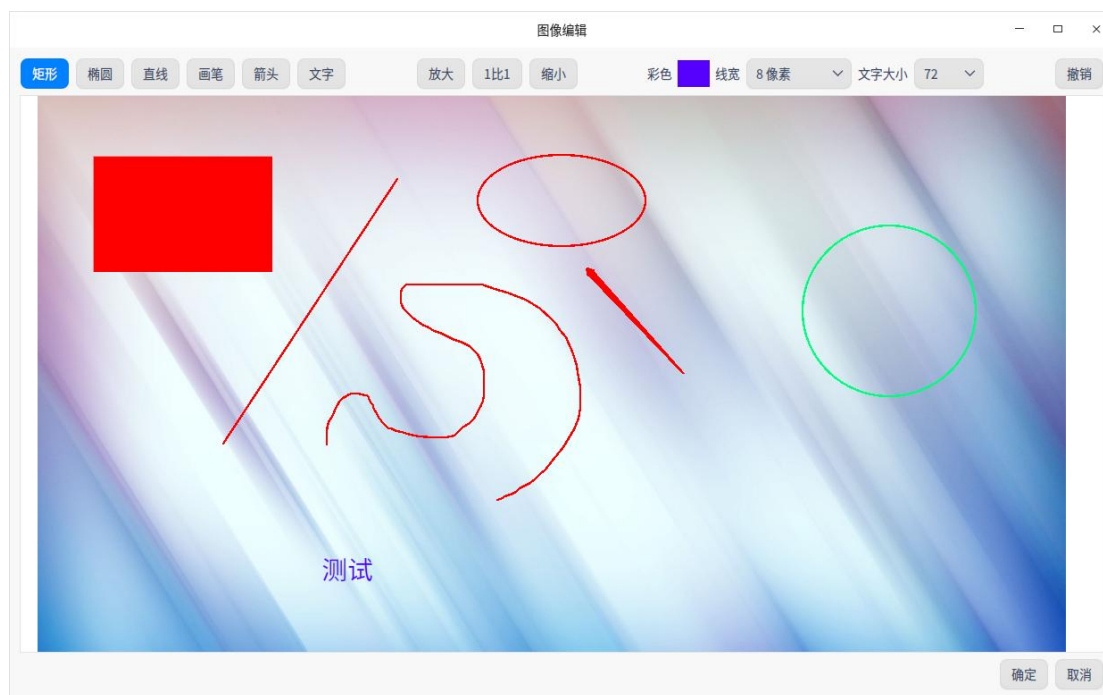 图像编辑
矩形 椭圆 直线 画笔 箭头 文字 放大 1比1 缩小 彩色 线宽 8 像素 文字大小 72 撤销
测试
确定 取消